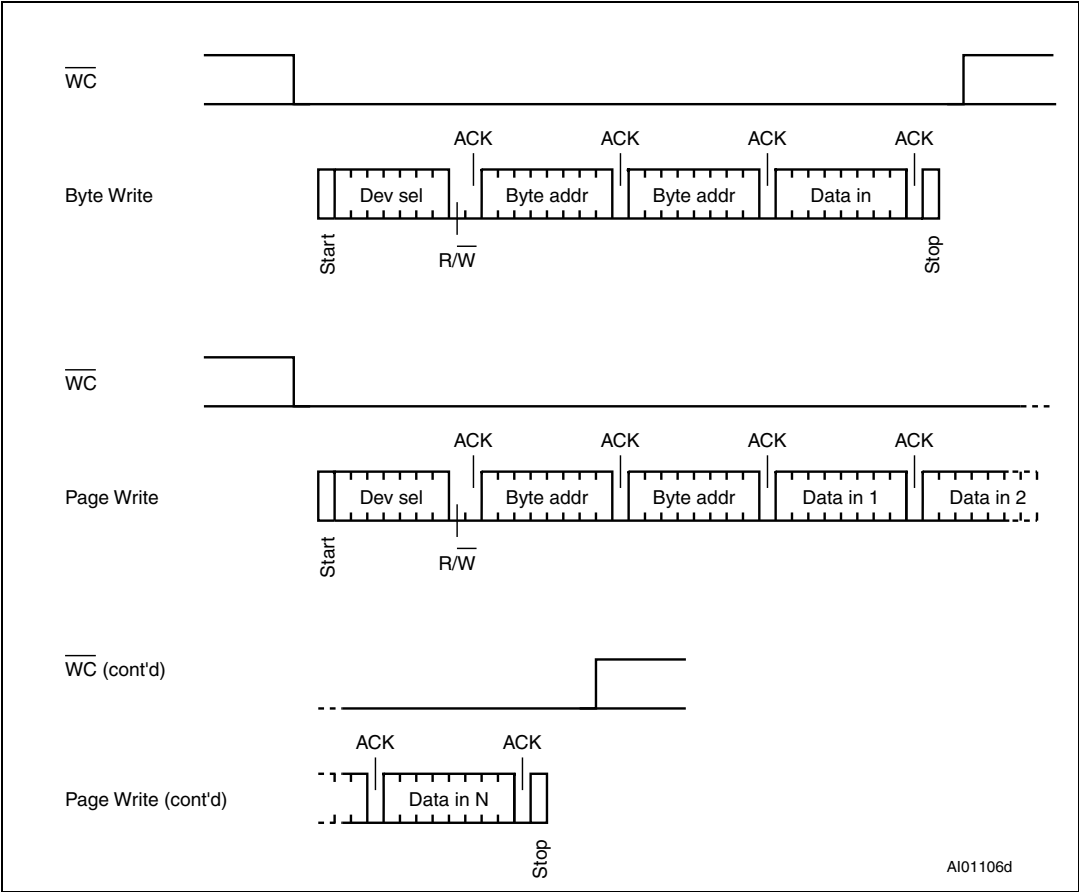 WC
ACK ACK ACK ACK
Byte Write Dev sel Byte addr Byte addr Data in
Start R/W Stop
WC
ACK ACK ACK ACK
Page Write Dev sel Byte addr Byte addr Data in 1 Data in 2
Start R/W
WC (cont'd)
ACK ACK
Page Write (cont'd) Data in N
Stop
AI01106d